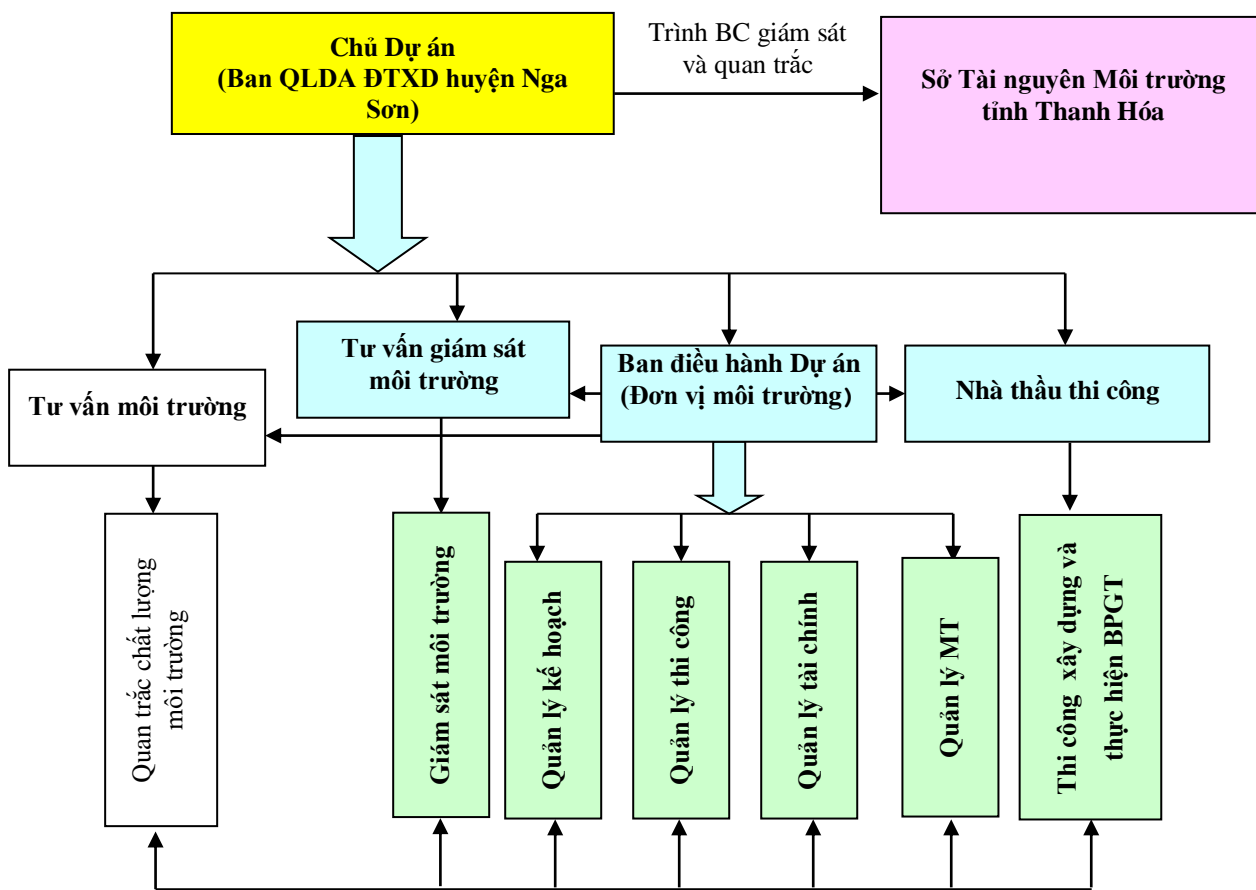 Chủ Dự án
(Ban QLDA ĐTXD huyện Nga
Sơn)
Trình BC giám sát
và quan trắc
Sở Tài nguyên Môi trường
tỉnh Thanh Hóa
Tư vấn môi trường
Tư vấn giám sát
môi trường
Ban điều hành Dự án
(Đơn vị môi trường)
Nhà thầu thi công
Quan trắc chất lượng
môi trường
Giám sát môi trường
Quản lý kế hoạch
Quản lý thi công
Quản lý tài chính
Quản lý MT
Thi công xây dựng và
thực hiện BPGT